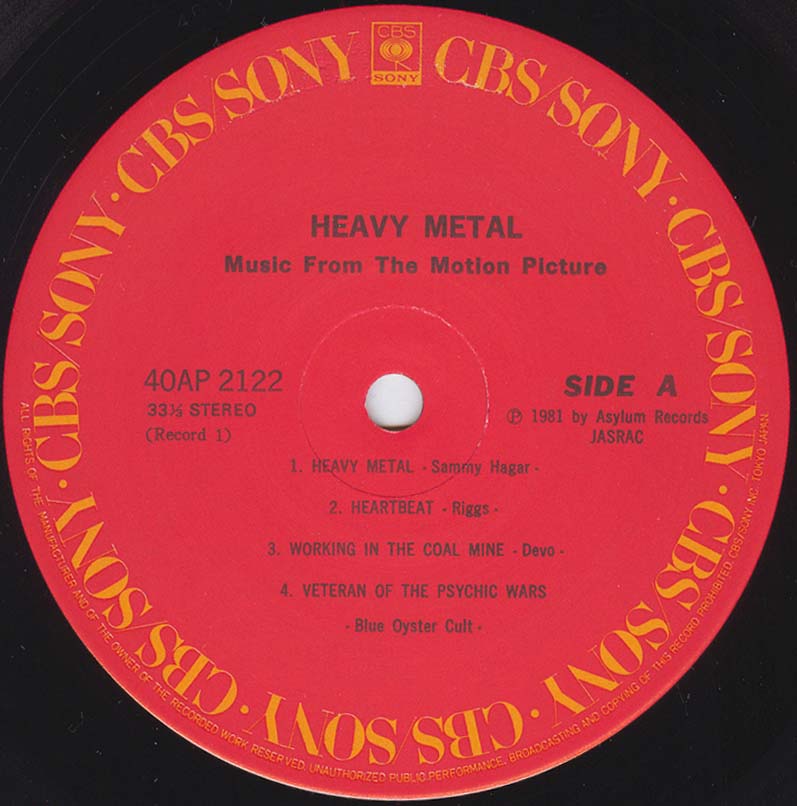 CBS
SONY
CBS/SONY · CBS/SONY · CBS/SONY · CBS/SONY · CBS/SONY · CBS/SONY · CBS/SONY · CBS/SONY
HEAVY METAL
Music From The Motion Picture
40AP 2122
33⅓ STEREO
(Record 1)
SIDE A
℗ 1981 by Asylum Records
JASRAC
1. HEAVY METAL - Sammy Hagar -
2. HEARTBEAT - Riggs -
3. WORKING IN THE COAL MINE - Devo -
4. VETERAN OF THE PSYCHIC WARS
- Blue Oyster Cult -
ALL RIGHTS OF THE MANUFACTURER AND OF THE OWNER OF THE RECORDED WORK RESERVED. UNAUTHORIZED PUBLIC PERFORMANCE, BROADCASTING AND COPYING OF THIS RECORD PROHIBITED. CBS/SONY INC. TOKYO JAPAN.